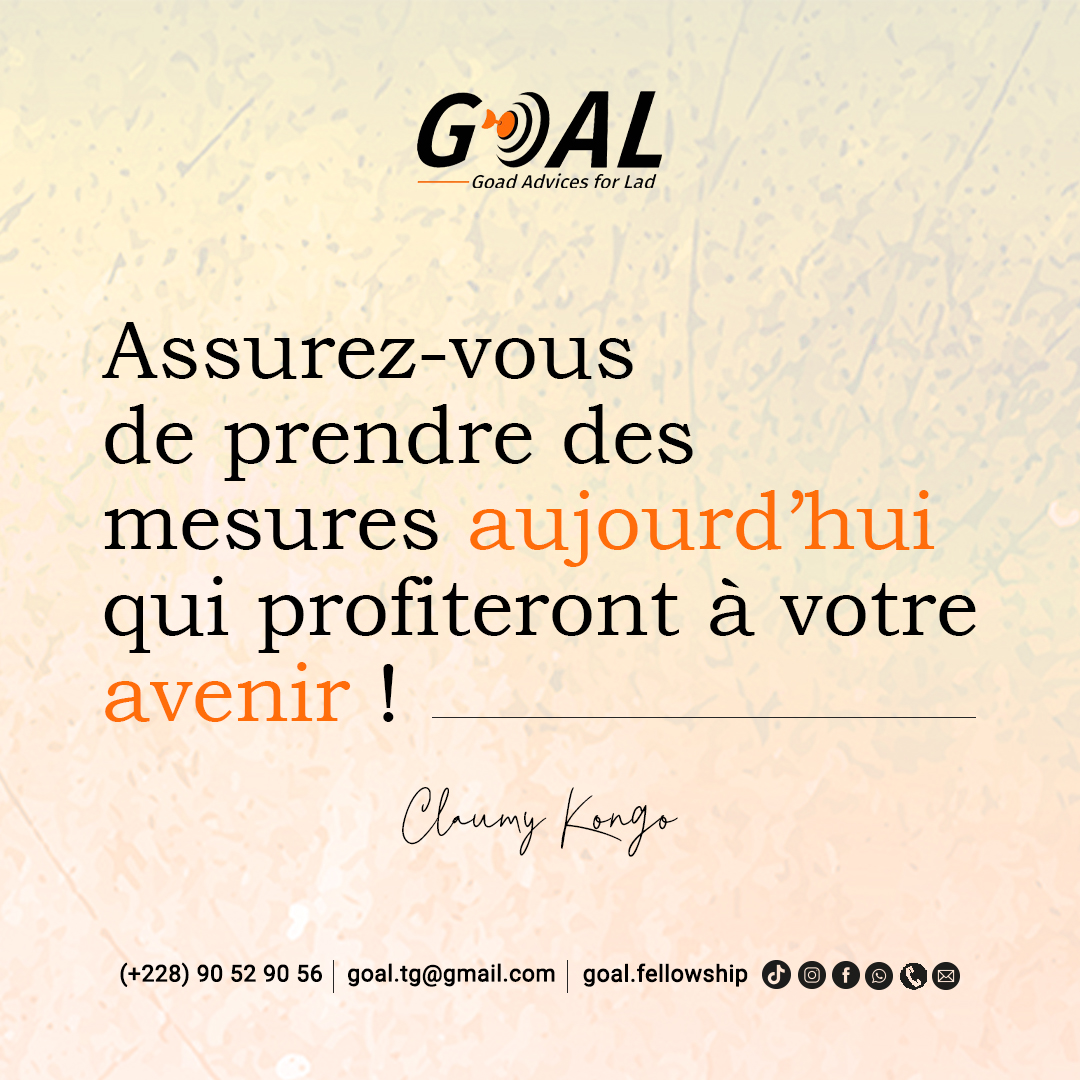 GOAL
Goad Advices for Lad
Assurez-vous
de prendre des
mesures aujourd’hui
qui profiteront à votre
avenir !
Claumy Kongo
(+228) 90 52 90 56 | goal.tg@gmail.com | goal.fellowship